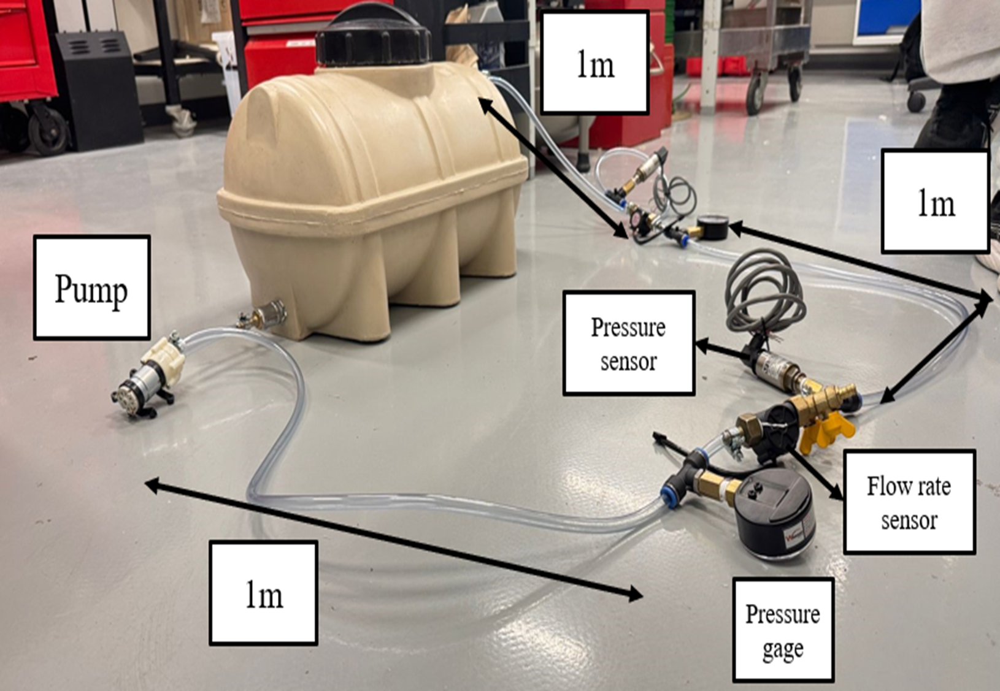 1m
1m
Pump
Pressure
sensor
Flow rate
sensor
1m
Pressure
gage